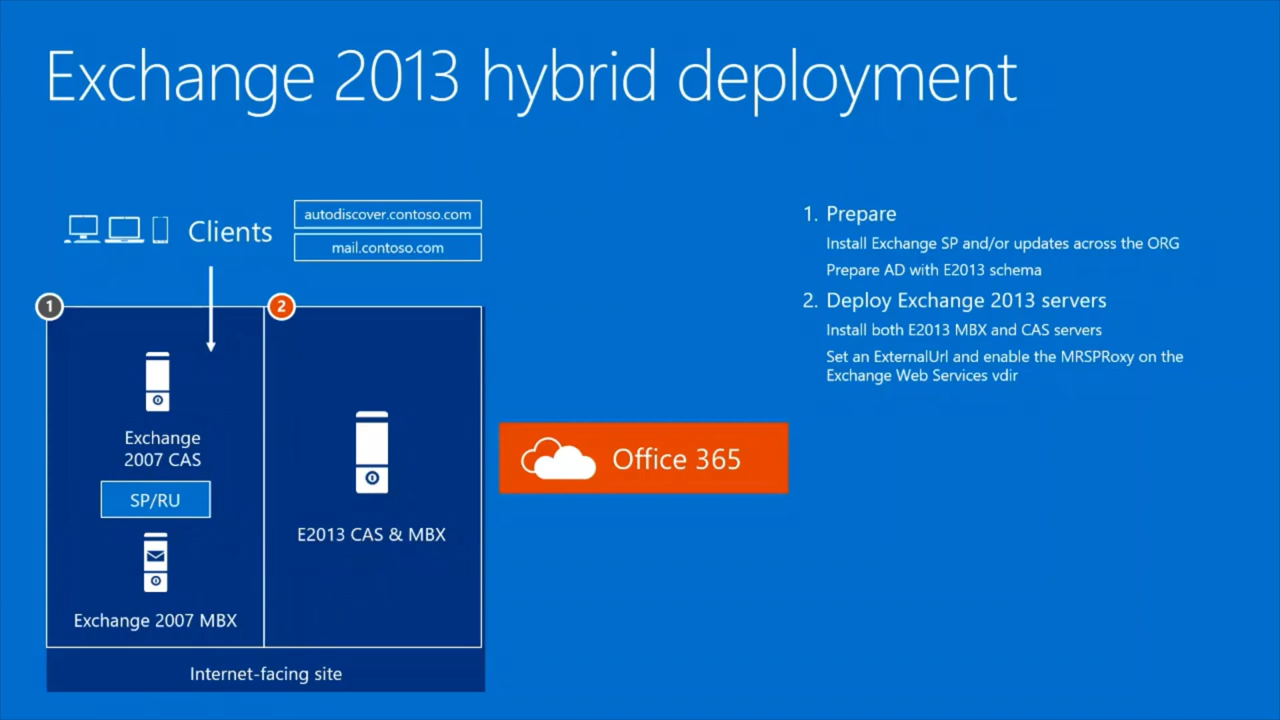 Exchange 2013 hybrid deployment
Clients
autodiscover.contoso.com
mail.contoso.com
1
2
Exchange
2007 CAS
SP/RU
Exchange 2007 MBX
E2013 CAS & MBX
Internet-facing site
Office 365
1. Prepare
Install Exchange SP and/or updates across the ORG
Prepare AD with E2013 schema
2. Deploy Exchange 2013 servers
Install both E2013 MBX and CAS servers
Set an ExternalUrl and enable the MRSPRoxy on the
Exchange Web Services vdir